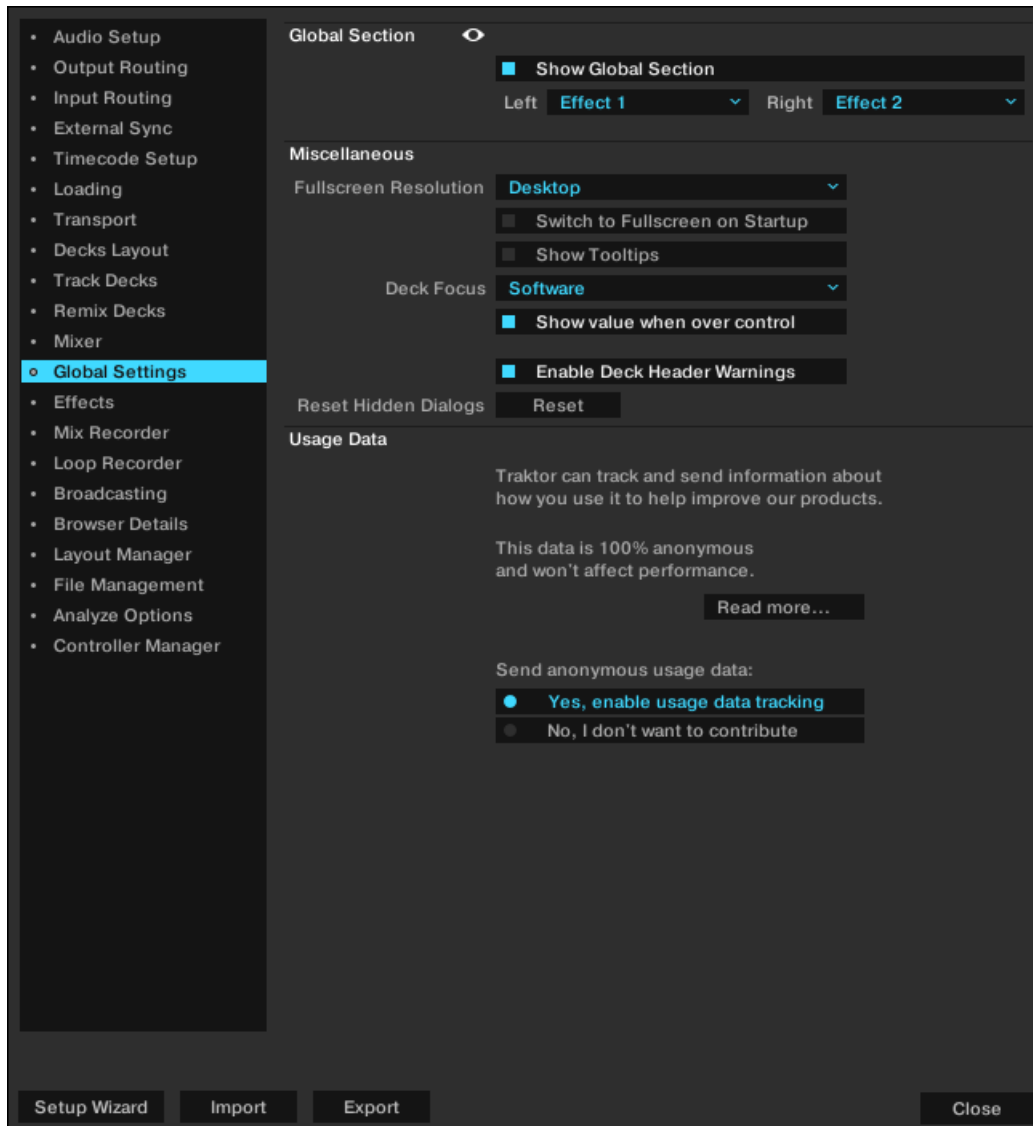 Audio Setup
Output Routing
Input Routing
External Sync
Timecode Setup
Loading
Transport
Decks Layout
Track Decks
Remix Decks
Mixer
Global Settings
Effects
Mix Recorder
Loop Recorder
Broadcasting
Browser Details
Layout Manager
File Management
Analyze Options
Controller Manager
Global Section
Show Global Section
Left Effect 1 Right Effect 2
Miscellaneous
Fullscreen Resolution Desktop
Switch to Fullscreen on Startup
Show Tooltips
Deck Focus Software
Show value when over control
Enable Deck Header Warnings
Reset Hidden Dialogs Reset
Usage Data
Traktor can track and send information about
how you use it to help improve our products.
This data is 100% anonymous
and won't affect performance.
Read more...
Send anonymous usage data:
Yes, enable usage data tracking
No, I don't want to contribute
Setup Wizard Import Export Close